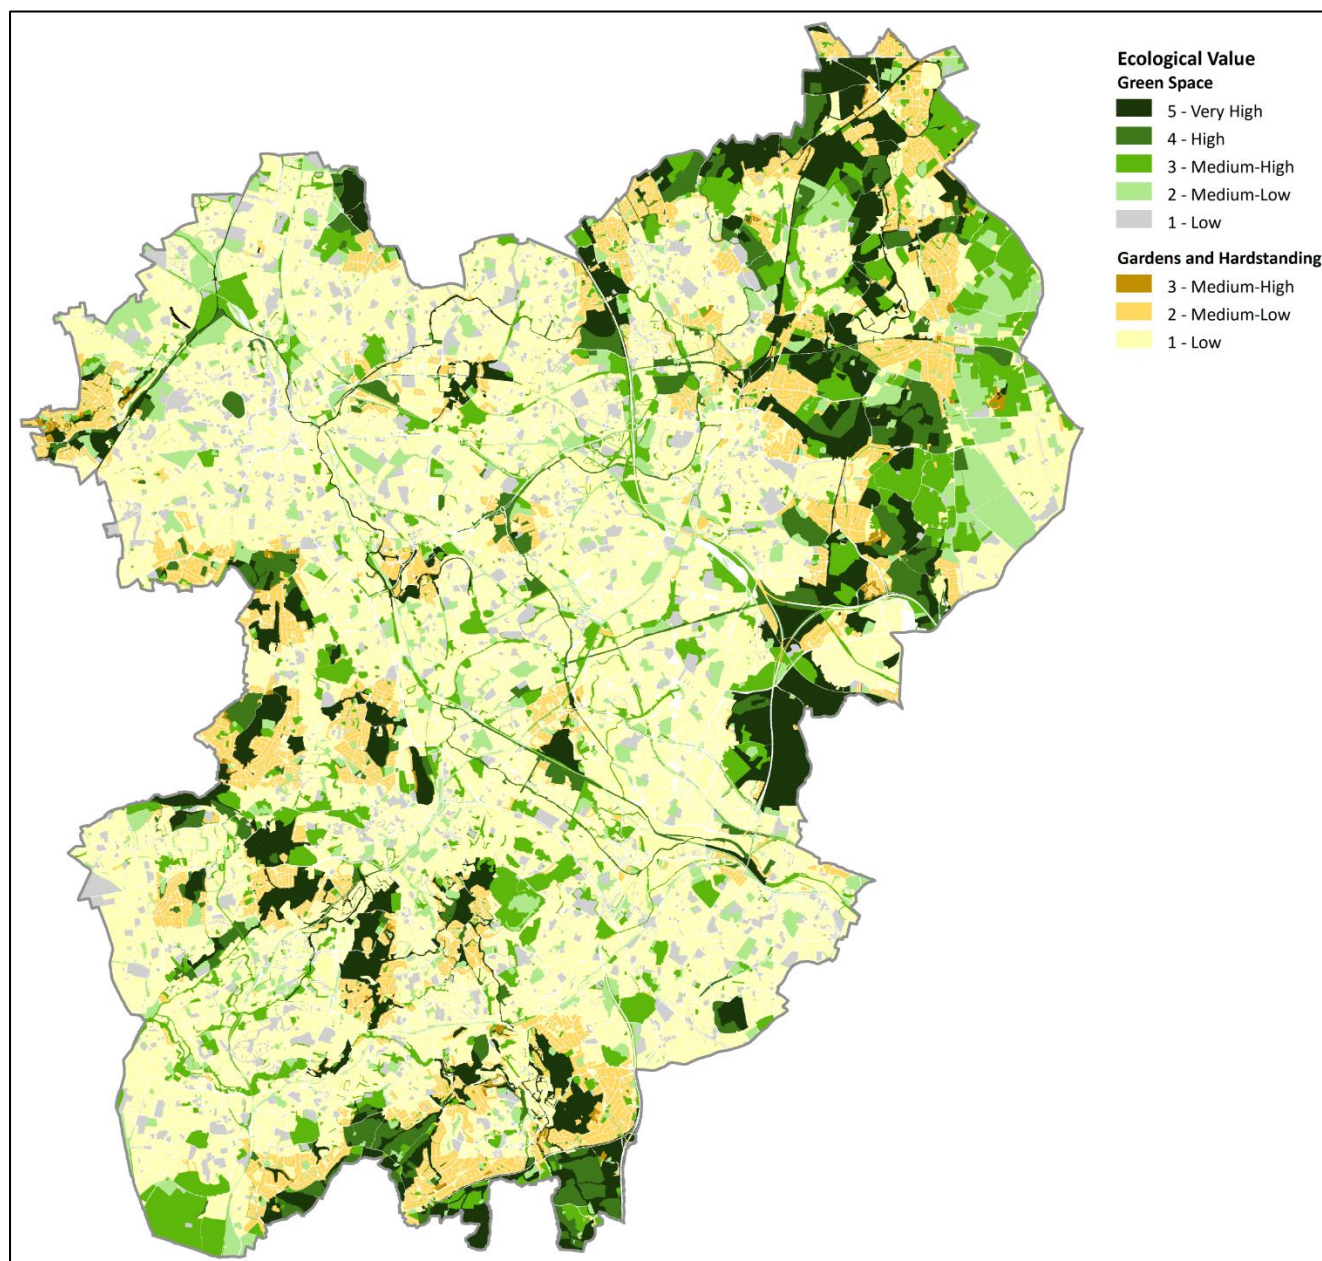 Ecological Value
Green Space
5 - Very High
4 - High
3 - Medium-High
2 - Medium-Low
1 - Low
Gardens and Hardstanding
3 - Medium-High
2 - Medium-Low
1 - Low